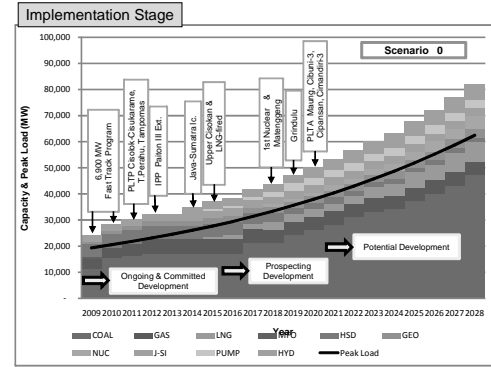 Implementation Stage
Scenario 0
Capacity & Peak Load (MW)
100,000
90,000
80,000
70,000
60,000
50,000
40,000
30,000
20,000
10,000
-
6,900 MW
Fast Track Program
PLTP Cisolok-Cisukarame,
T.Perahu, Tampomas
IPP Paiton III Ext.
Java-Sumatra Ic.
Upper Cisokan &
LNG-fired
1st Nuclear &
Matenggeng
Grindulu
PLTA Maung, Cibuni-3,
Cipansan, Cimandiri-3
Ongoing & Committed
Development
Prospecting
Development
Potential Development
2009 2010 2011 2012 2013 2014 2015 2016 2017 2018 2019 2020 2021 2022 2023 2024 2025 2026 2027 2028
Year
COAL GAS LNG MFO HSD GEO
NUC J-SI PUMP HYD Peak Load